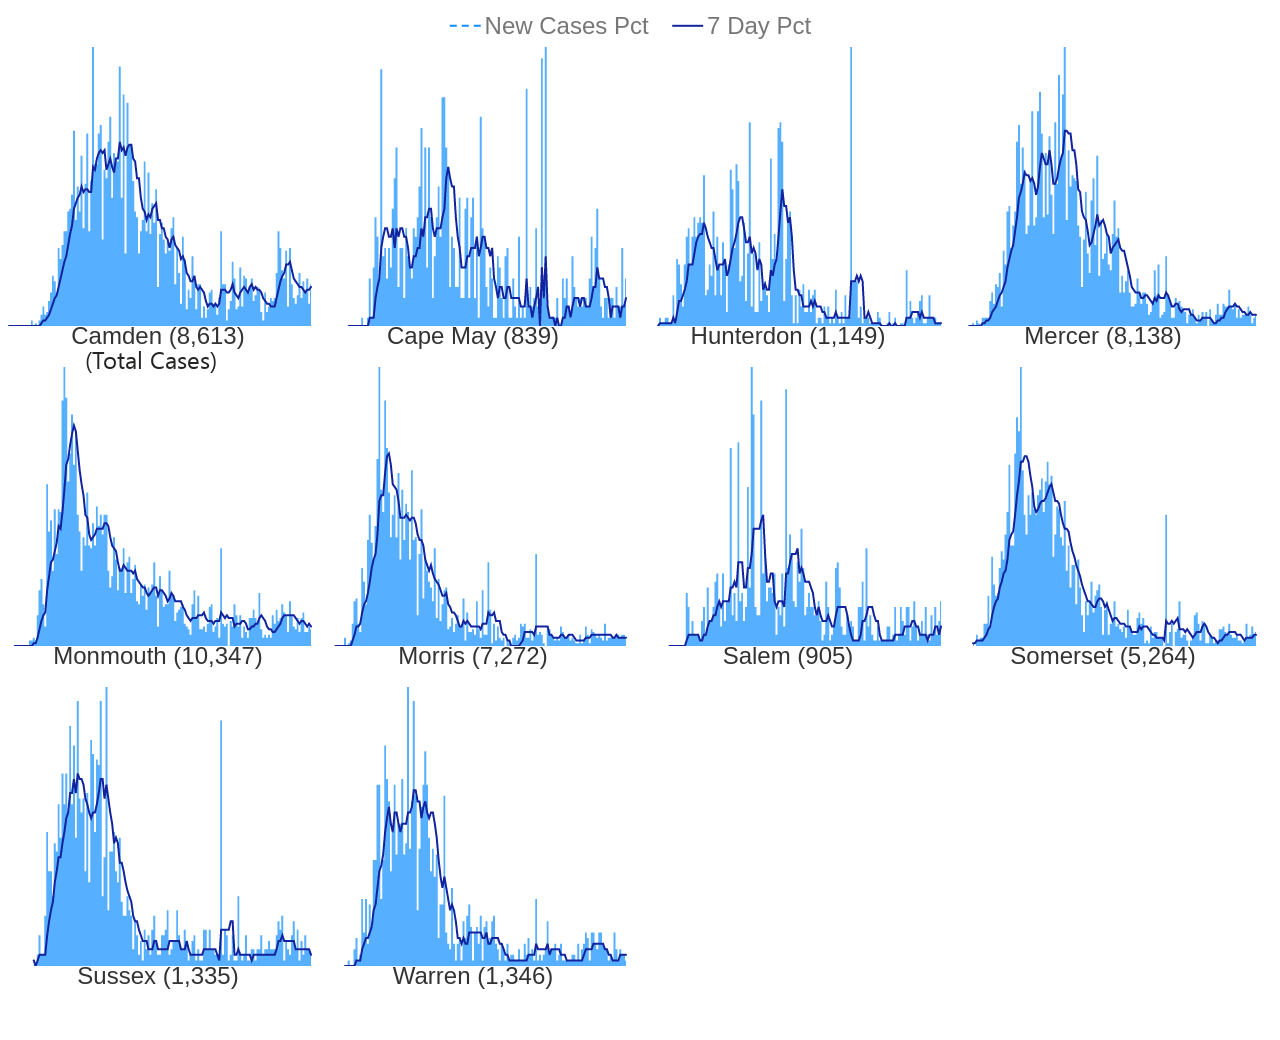 New Cases Pct 7 Day Pct
Camden (8,613) Cape May (839) Hunterdon (1,149) Mercer (8,138)
(Total Cases)
Monmouth (10,347) Morris (7,272) Salem (905) Somerset (5,264)
Sussex (1,335) Warren (1,346)